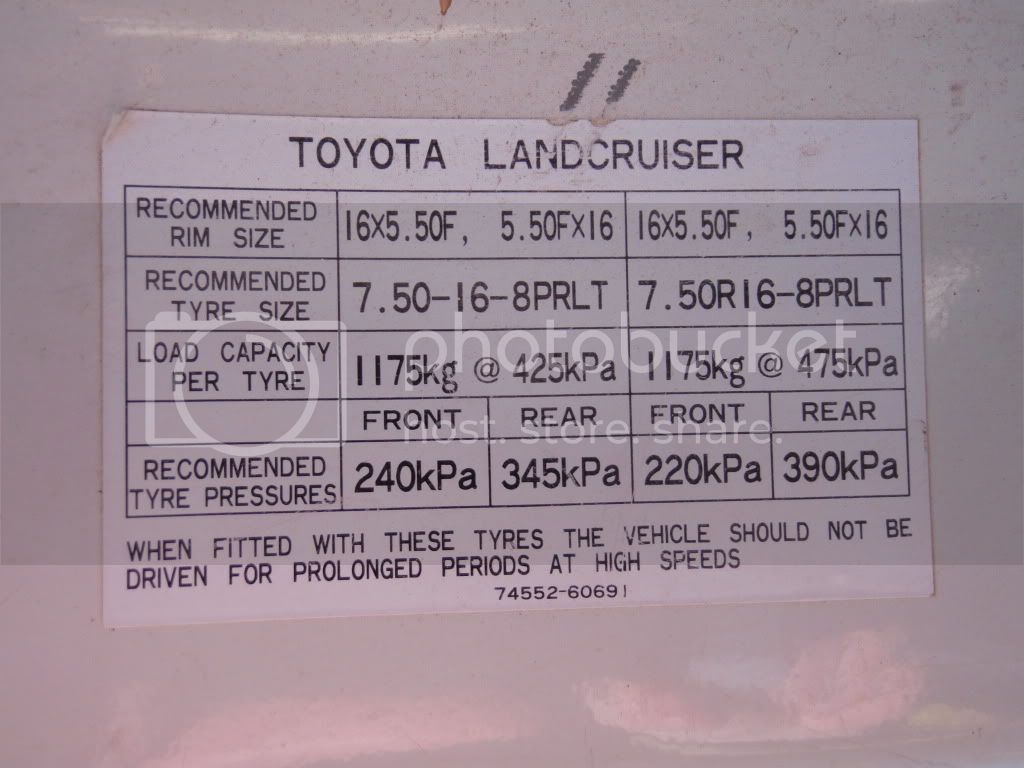 TOYOTA LANDCRUISER
RECOMMENDED RIM SIZE 16X5.50F, 5.50FX16 16X5.50F, 5.50FX16
RECOMMENDED TYRE SIZE 7.50-16-8PRLT 7.50R16-8PRLT
LOAD CAPACITY PER TYRE 1175kg @ 425kPa 1175kg @ 475kPa
FRONT REAR FRONT REAR
RECOMMENDED TYRE PRESSURES 240kPa 345kPa 220kPa 390kPa
WHEN FITTED WITH THESE TYRES THE VEHICLE SHOULD NOT BE
DRIVEN FOR PROLONGED PERIODS AT HIGH SPEEDS
74552-60691
photobucket
host. store. share.